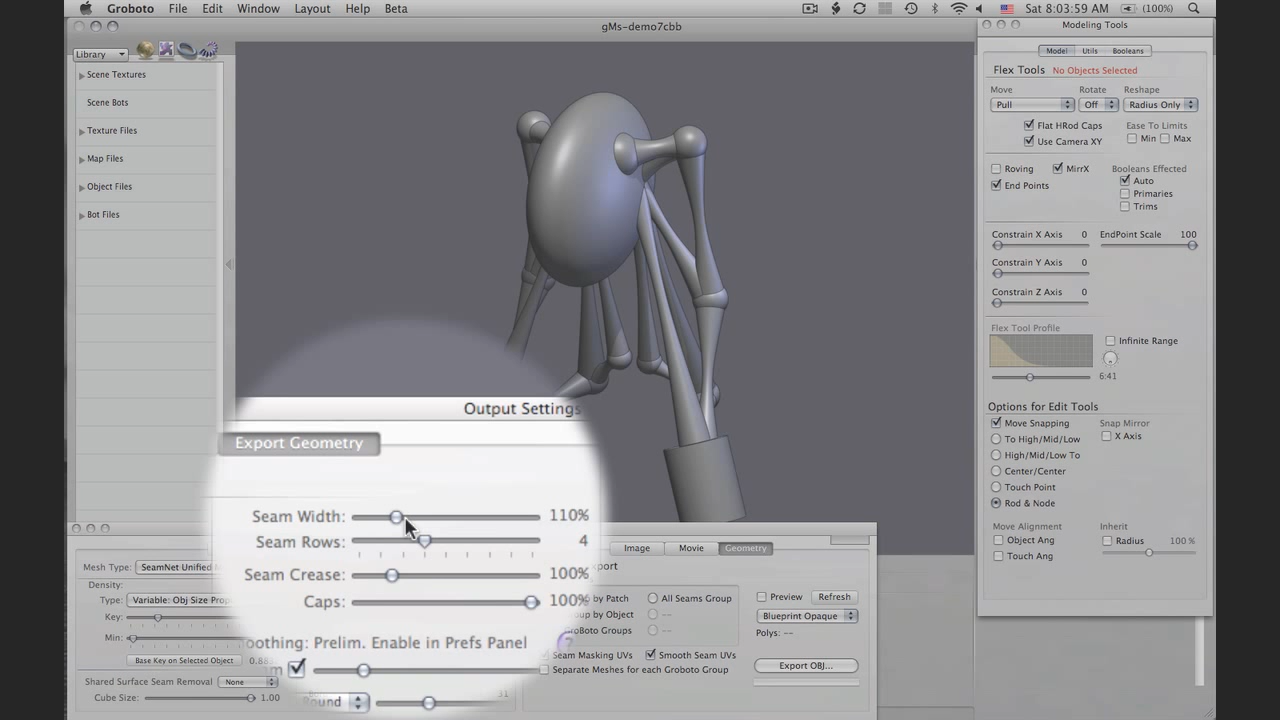 Groboto File Edit Window Layout Help Beta Sat 8:03:59 AM (100%)
gMs-demo7cbb
Modeling Tools
Library
Scene Textures
Scene Bots
Texture Files
Map Files
Object Files
Bot Files
Model Utils Booleans
Flex Tools No Objects Selected
Move Rotate Reshape
Pull Off Radius Only
Flat HRod Caps Ease To Limits
Use Camera XY Min Max
Roving MirrX Booleans Effected
End Points Auto
Primaries
Trims
Constrain X Axis 0 EndPoint Scale 100
Constrain Y Axis 0
Constrain Z Axis 0
Flex Tool Profile
Infinite Range
6:41
Options for Edit Tools
Move Snapping Snap Mirror
To High/Mid/Low X Axis
High/Mid/Low To
Center/Center
Touch Point
Rod & Node
Move Alignment Inherit
Object Ang Radius 100 %
Touch Ang
Output Settings
Export Geometry
Seam Width: 110%
Seam Rows: 4
Seam Crease: 100%
Caps: 100%
oothing: Prelim. Enable in Prefs Panel
Round 31
Mesh Type: SeamNet Unified
Density:
Type: Variable: Obj Size Prop
Key:
Min:
Base Key on Selected Object
Shared Surface Seam Removal None
Cube Size: 1.00
Image Movie Geometry
port
by Patch All Seams Group Preview Refresh
up by Object -- Blueprint Opaque
GroBoto Groups -- Polys: --
Seam Masking UVs Smooth Seam UVs
Separate Meshes for each Groboto Group Export OBJ...